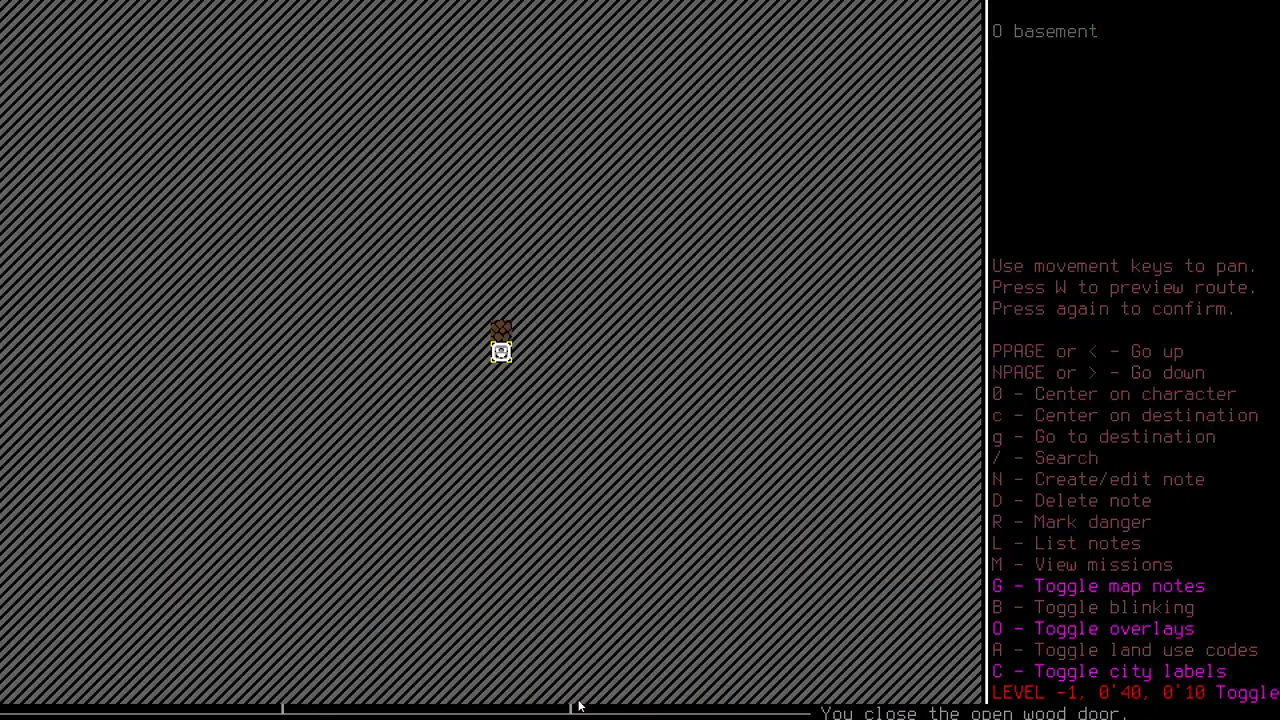 O basement
Use movement keys to pan.
Press W to preview route.
Press again to confirm.
PPAGE or < - Go up
NPAGE or > - Go down
0 - Center on character
c - Center on destination
g - Go to destination
/ - Search
N - Create/edit note
D - Delete note
R - Mark danger
L - List notes
M - View missions
G - Toggle map notes
B - Toggle blinking
O - Toggle overlays
A - Toggle land use codes
C - Toggle city labels
LEVEL -1, 0'40, 0'10 Toggle
You close the open wood door.